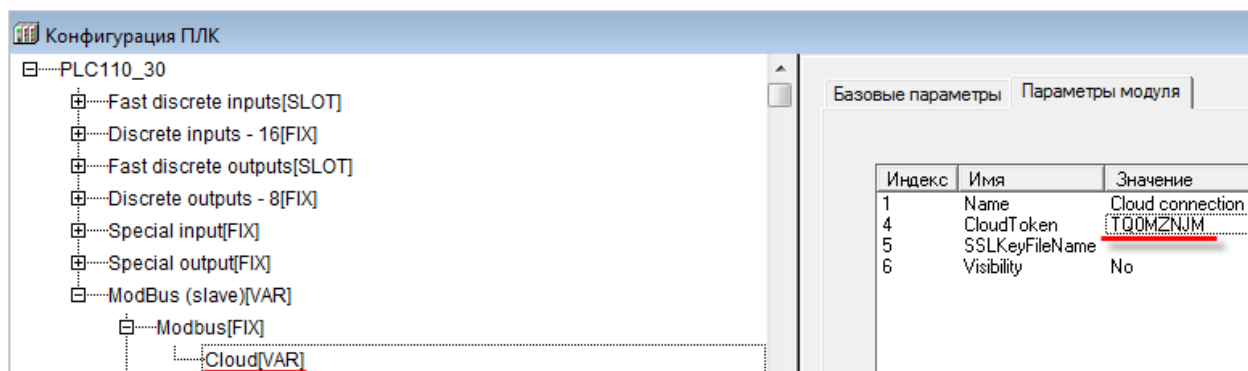 Конфигурация ПЛК
PLC110_30
Fast discrete inputs[SLOT]
Discrete inputs - 16[FIX]
Fast discrete outputs[SLOT]
Discrete outputs - 8[FIX]
Special input[FIX]
Special output[FIX]
ModBus (slave)[VAR]
Modbus[FIX]
Cloud[VAR]
Базовые параметры Параметры модуля
Индекс Имя Значение
1 Name Cloud connection
4 CloudToken TQ0MZNJM
5 SSLKeyFileName
6 Visibility No